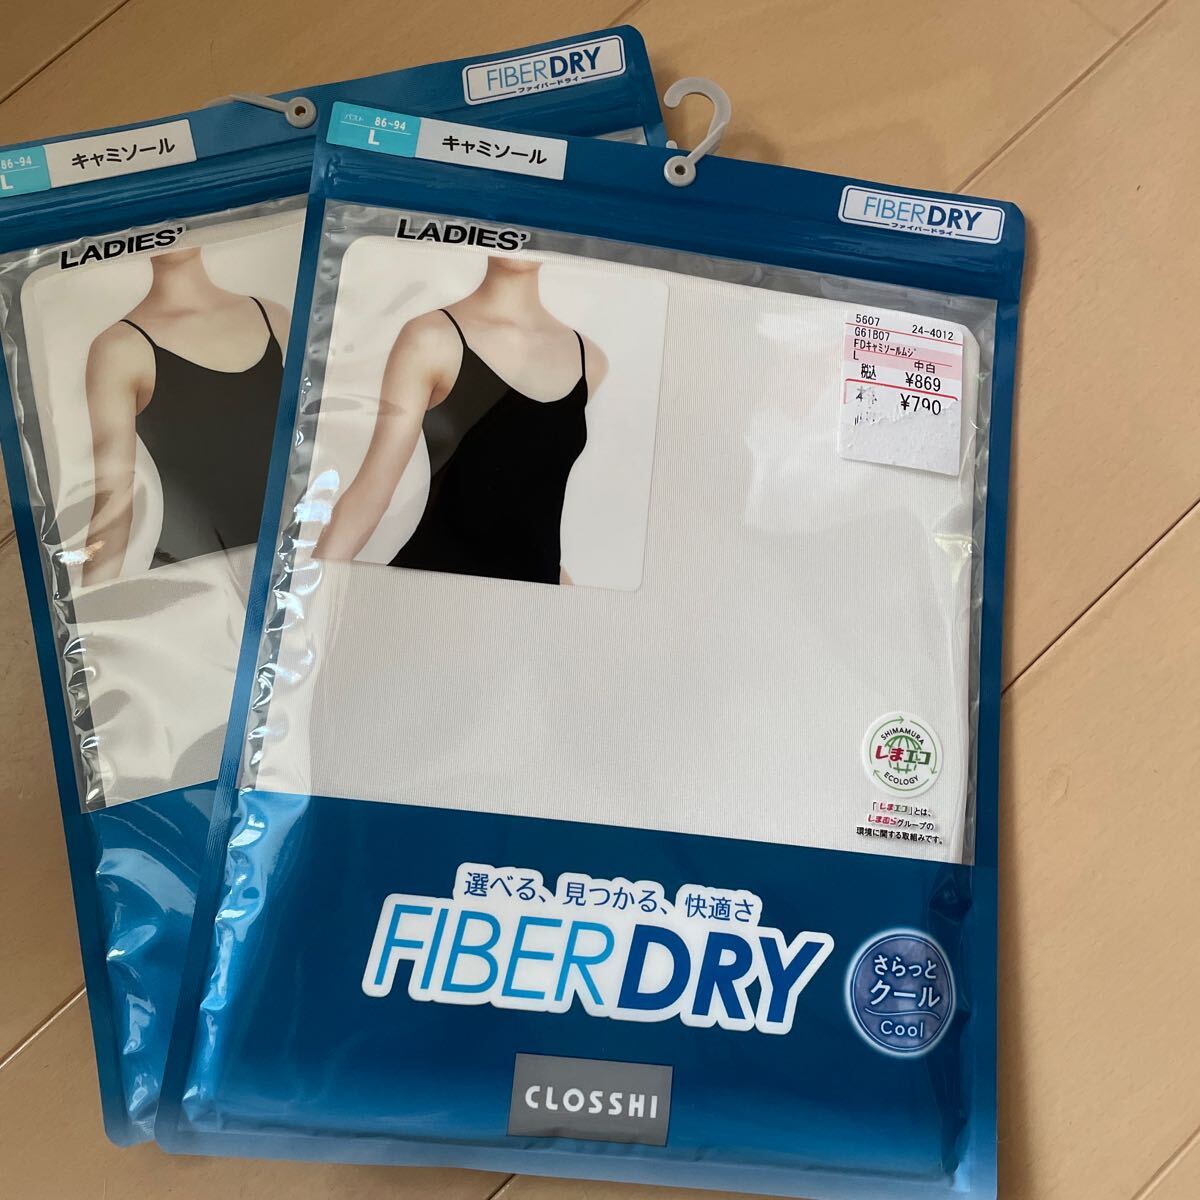 FIBERDRY
ファイバードライ
86~94
L
キャミソール
LADIES'
バスト 86~94
L
キャミソール
FIBERDRY
ファイバードライ
LADIES'
5607 24-4012
G61B07
FDキャミソールムジ
L 中白
税込 ¥869
¥790
SHIMAMURA
しまエコ
ECOLOGY
「しまエコ」とは、
しまむらグループの
環境に関する取組みです。
選べる、見つかる、快適さ
FIBERDRY
さらっと
クール
Cool
CLOSSHI